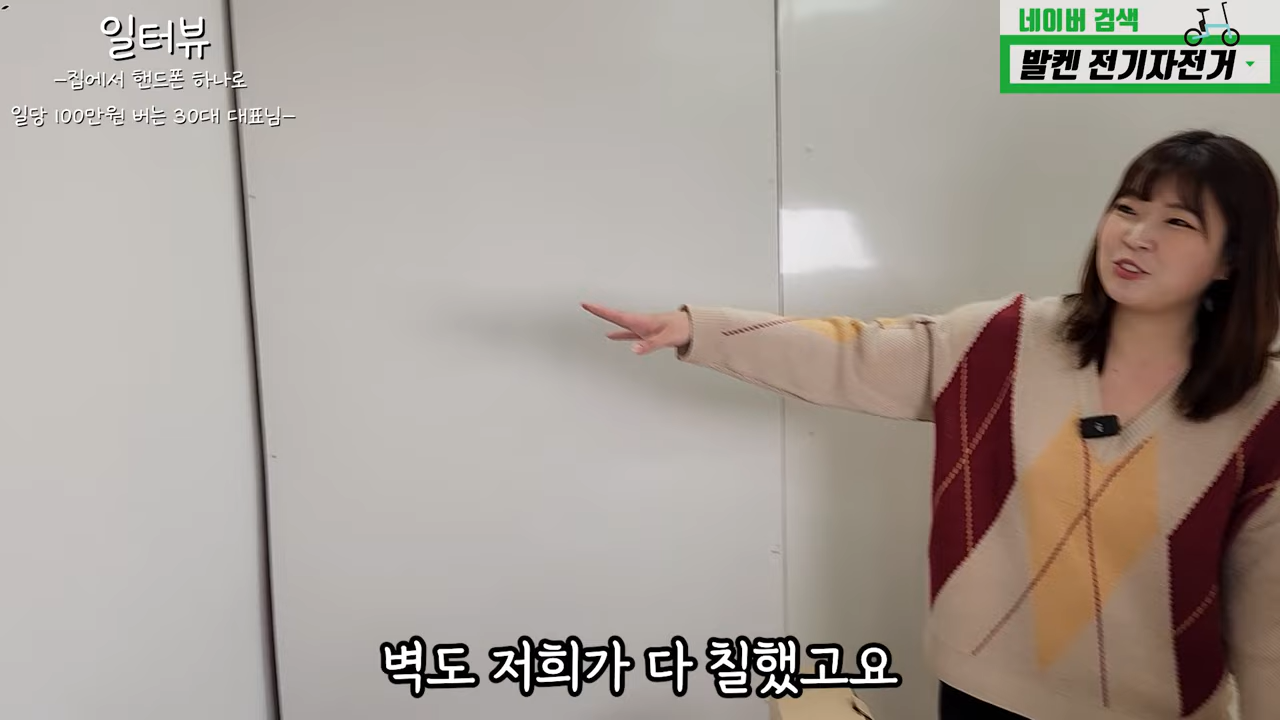 일터뷰
-집에서 핸드폰 하나로
일당 100만원 버는 30대 대표님-
네이버 검색
발켄 전기자전거
벽도 저희가 다 칠했고요